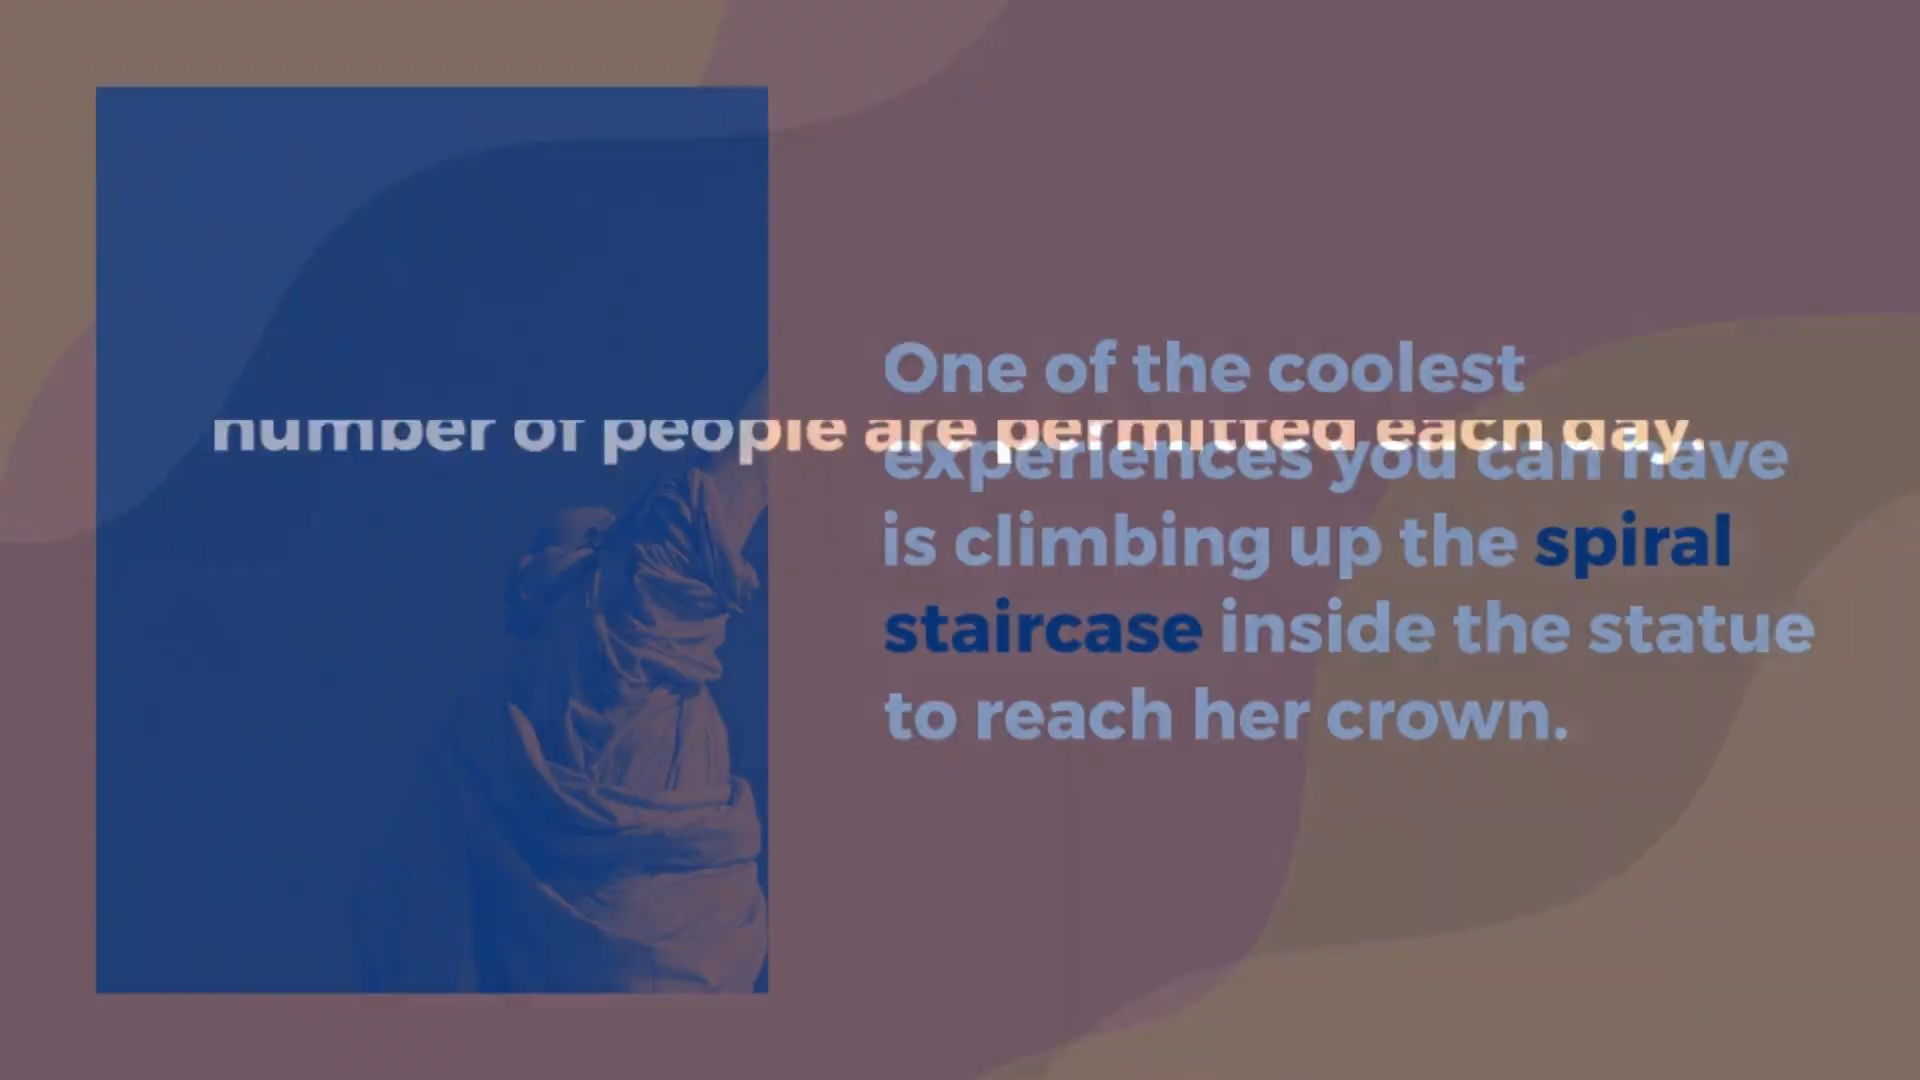 One of the coolest
number of people are permitted each day.
experiences you can have
is climbing up the spiral
staircase inside the statue
to reach her crown.